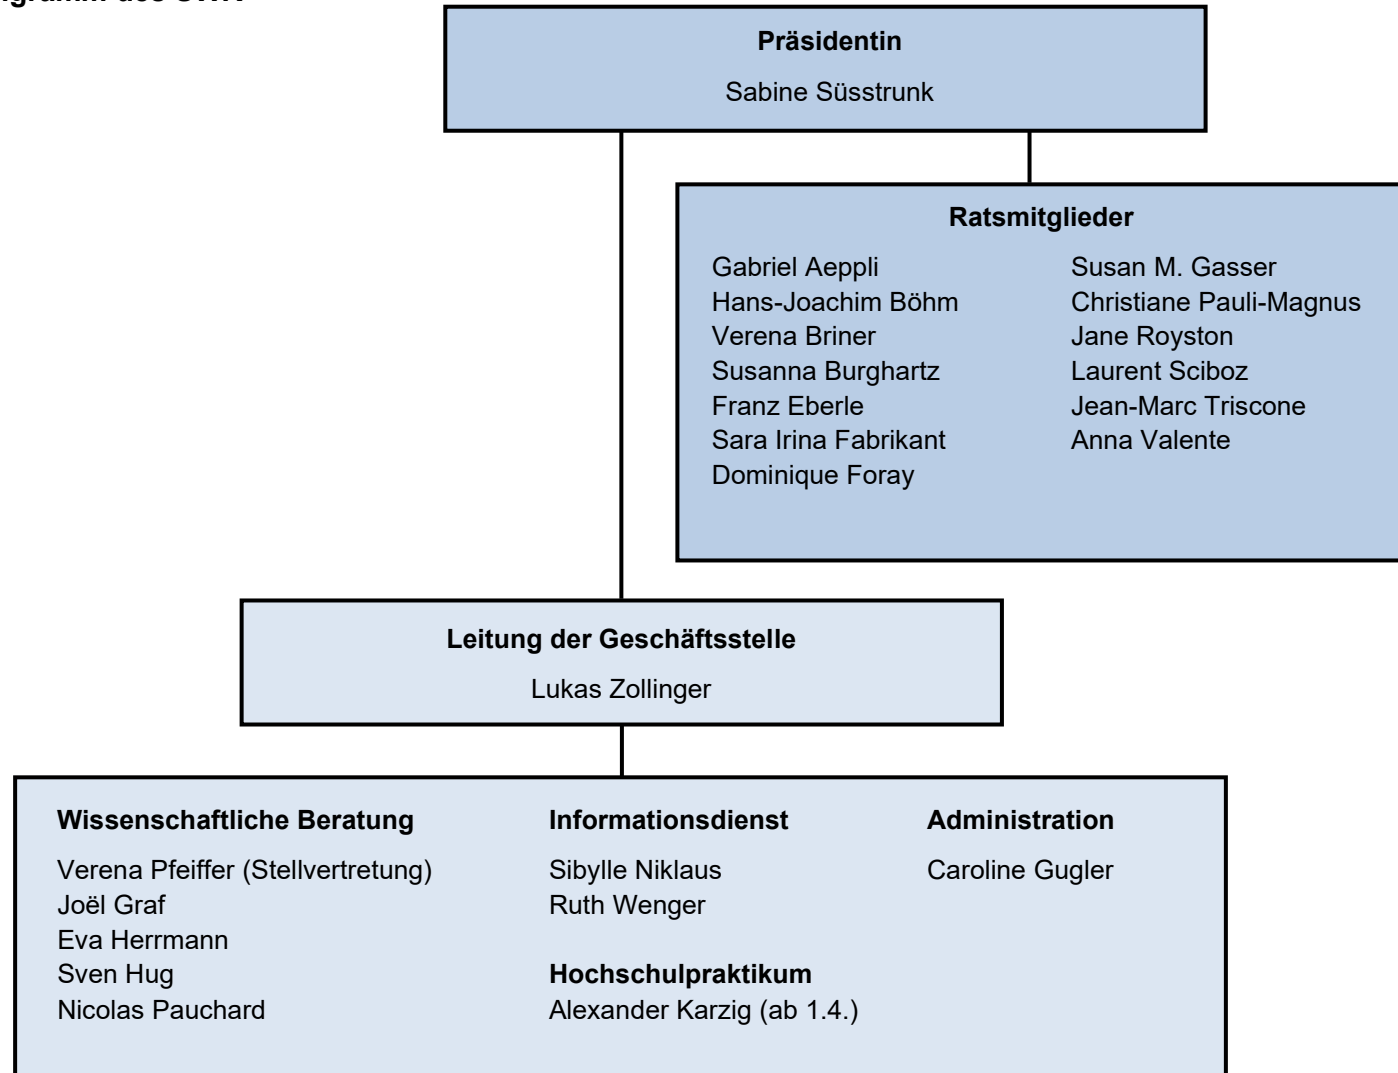 des
Präsidentin
Sabine Süsstrunk
Ratsmitglieder
Gabriel Aeppli
Hans-Joachim Böhm
Verena Briner
Susanna Burghartz
Franz Eberle
Sara Irina Fabrikant
Dominique Foray
Susan M. Gasser
Christiane Pauli-Magnus
Jane Royston
Laurent Sciboz
Jean-Marc Triscone
Anna Valente
Leitung der Geschäftsstelle
Lukas Zollinger
Wissenschaftliche Beratung
Verena Pfeiffer (Stellvertretung)
Joël Graf
Eva Herrmann
Sven Hug
Nicolas Pauchard
Informationsdienst
Sibylle Niklaus
Ruth Wenger
Hochschulpraktikum
Alexander Karzig (ab 1.4.)
Administration
Caroline Gugler